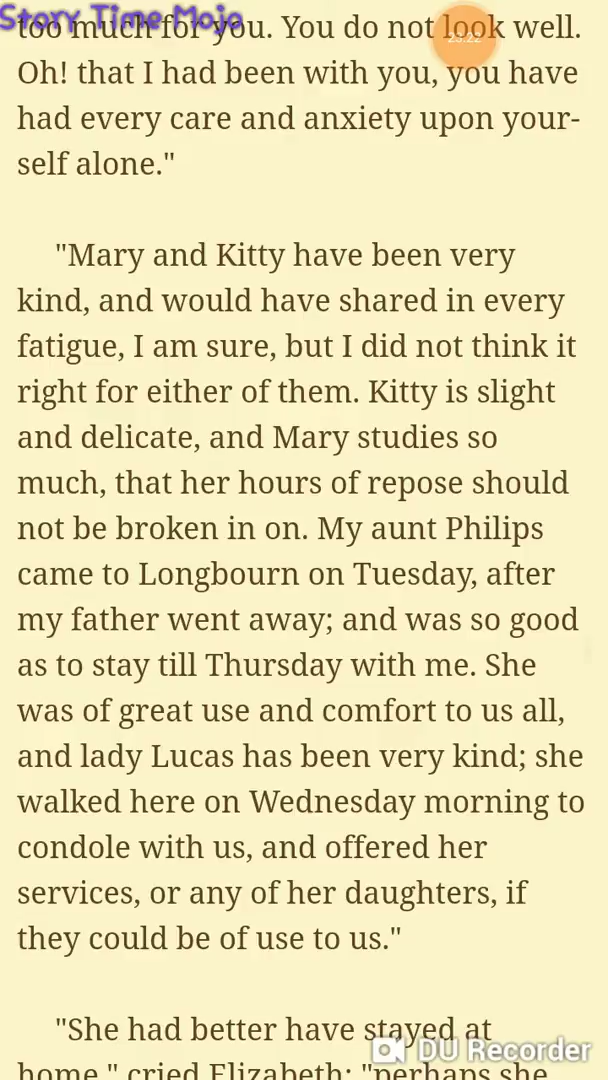 Story Time Mojo
too much for you. You do not look well.
23:22
Oh! that I had been with you, you have
had every care and anxiety upon your-
self alone."
"Mary and Kitty have been very
kind, and would have shared in every
fatigue, I am sure, but I did not think it
right for either of them. Kitty is slight
and delicate, and Mary studies so
much, that her hours of repose should
not be broken in on. My aunt Philips
came to Longbourn on Tuesday, after
my father went away; and was so good
as to stay till Thursday with me. She
was of great use and comfort to us all,
and lady Lucas has been very kind; she
walked here on Wednesday morning to
condole with us, and offered her
services, or any of her daughters, if
they could be of use to us."
"She had better have stayed at
home," cried Elizabeth; "perhaps she
DU Recorder